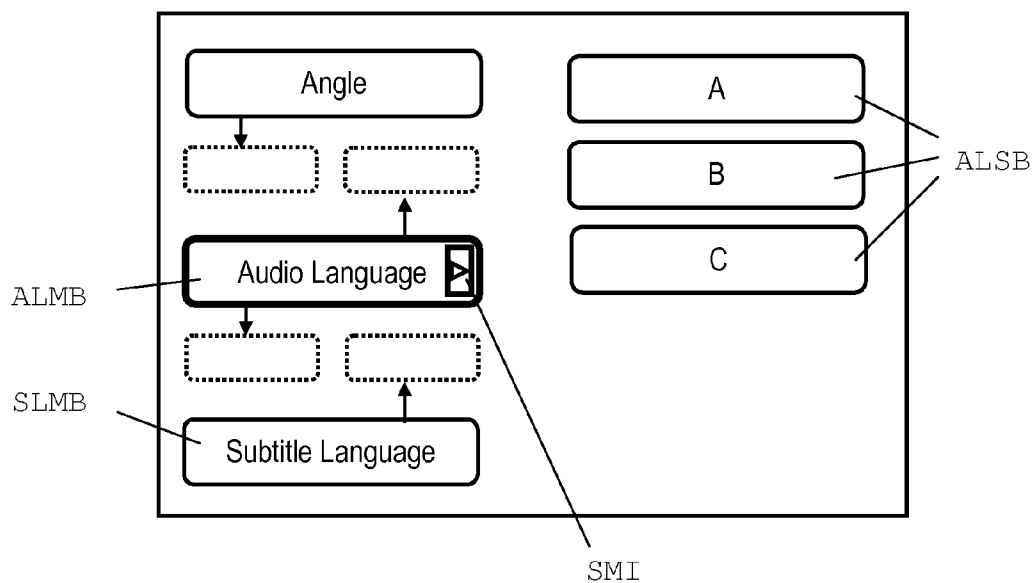 Angle
A
B
ALSB
Audio Language
C
ALMB
SLMB
Subtitle Language
SMI